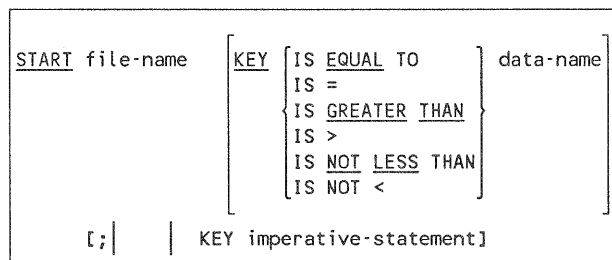 START file-name [KEY {IS EQUAL TO} data-name]
IS =
IS GREATER THAN
IS >
IS NOT LESS THAN
IS NOT <
[; KEY imperative-statement]